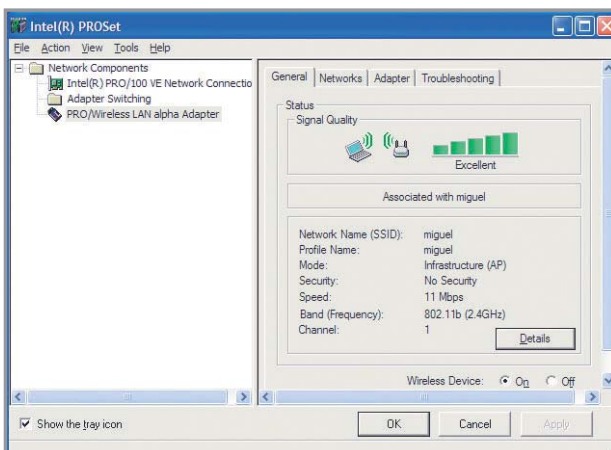 Intel(R) PROSet
File Action View Tools Help
Network Components
Intel(R) PRO/100 VE Network Connectio
Adapter Switching
PRO/Wireless LAN alpha Adapter
General Networks Adapter Troubleshooting
Status
Signal Quality
Excellent
Associated with miguel
Network Name (SSID): miguel
Profile Name: miguel
Mode: Infrastructure (AP)
Security: No Security
Speed: 11 Mbps
Band (Frequency): 802.11b (2.4GHz)
Channel: 1
Details
Wireless Device: On Off
Show the tray icon
OK Cancel Apply